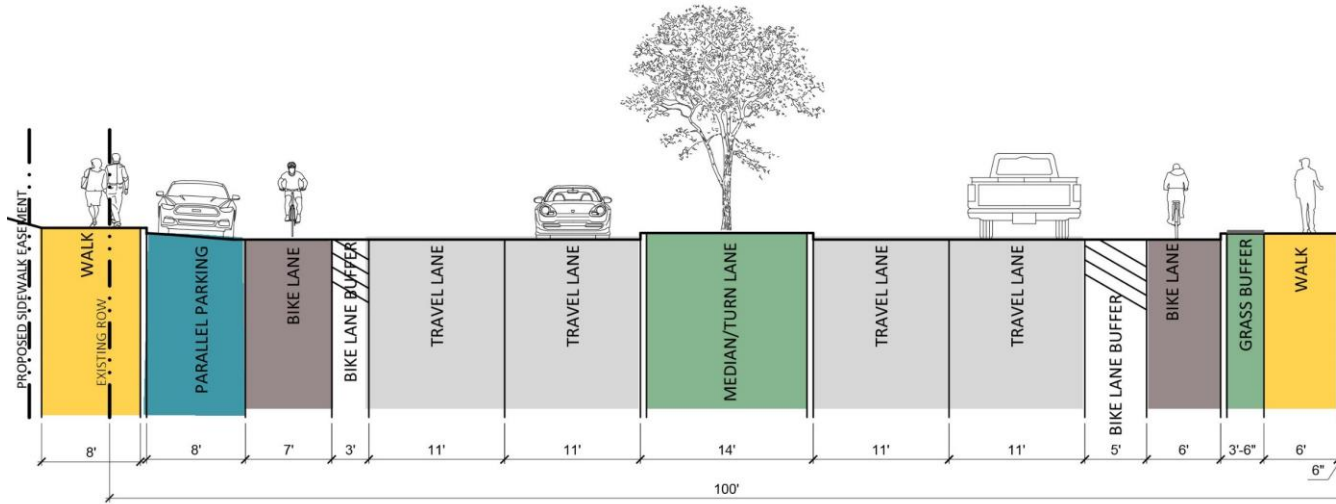 PROPOSED SIDEWALK EASEMENT
WALK
EXISTING ROW
PARALLEL PARKING
BIKE LANE
BIKE LANE BUFFER
TRAVEL LANE
TRAVEL LANE
MEDIAN/TURN LANE
TRAVEL LANE
TRAVEL LANE
BIKE LANE BUFFER
BIKE LANE
GRASS BUFFER
WALK
8'
8'
7'
3'
11'
11'
14'
11'
11'
5'
6'
3'-6"
6'
6"
100'